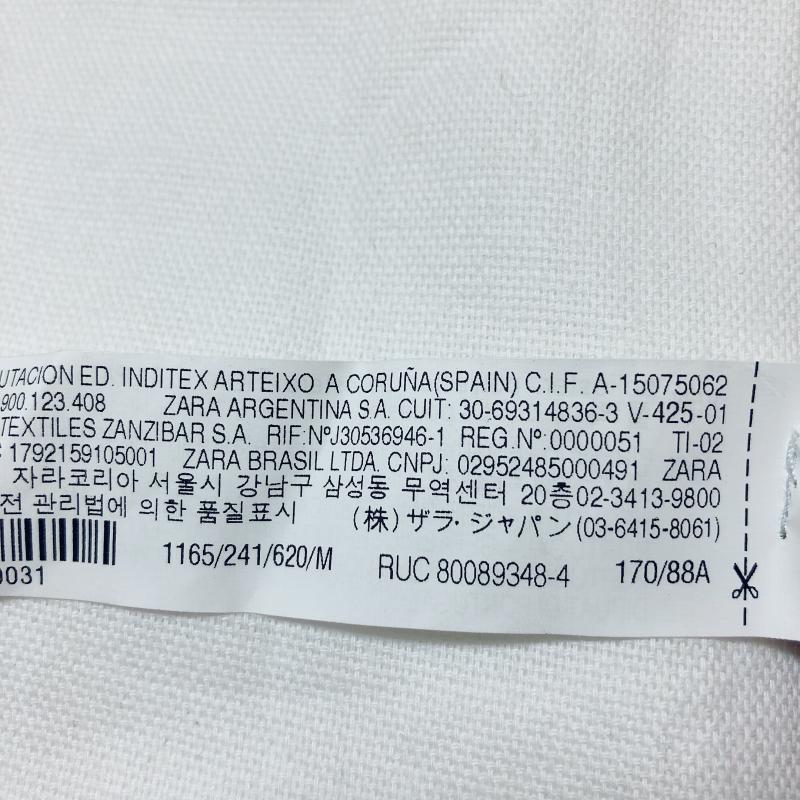 UTACION ED. INDITEX ARTEIXO A CORUÑA(SPAIN) C.I.F. A-15075062
900.123.408 ZARA ARGENTINA S.A. CUIT: 30-69314836-3 V-425-01
TEXTILES ZANZIBAR S.A. RIF:NºJ30536946-1 REG.Nº:0000051 TI-02
1792159105001 ZARA BRASIL LTDA. CNPJ: 02952485000491 ZARA
자라코리아 서울시 강남구 삼성동 무역센터 20층02-3413-9800
전 관리법에 의한 품질표시 (株)ザラ・ジャパン(03-6415-8061)
0031 1165/241/620/M RUC 80089348-4 170/88A